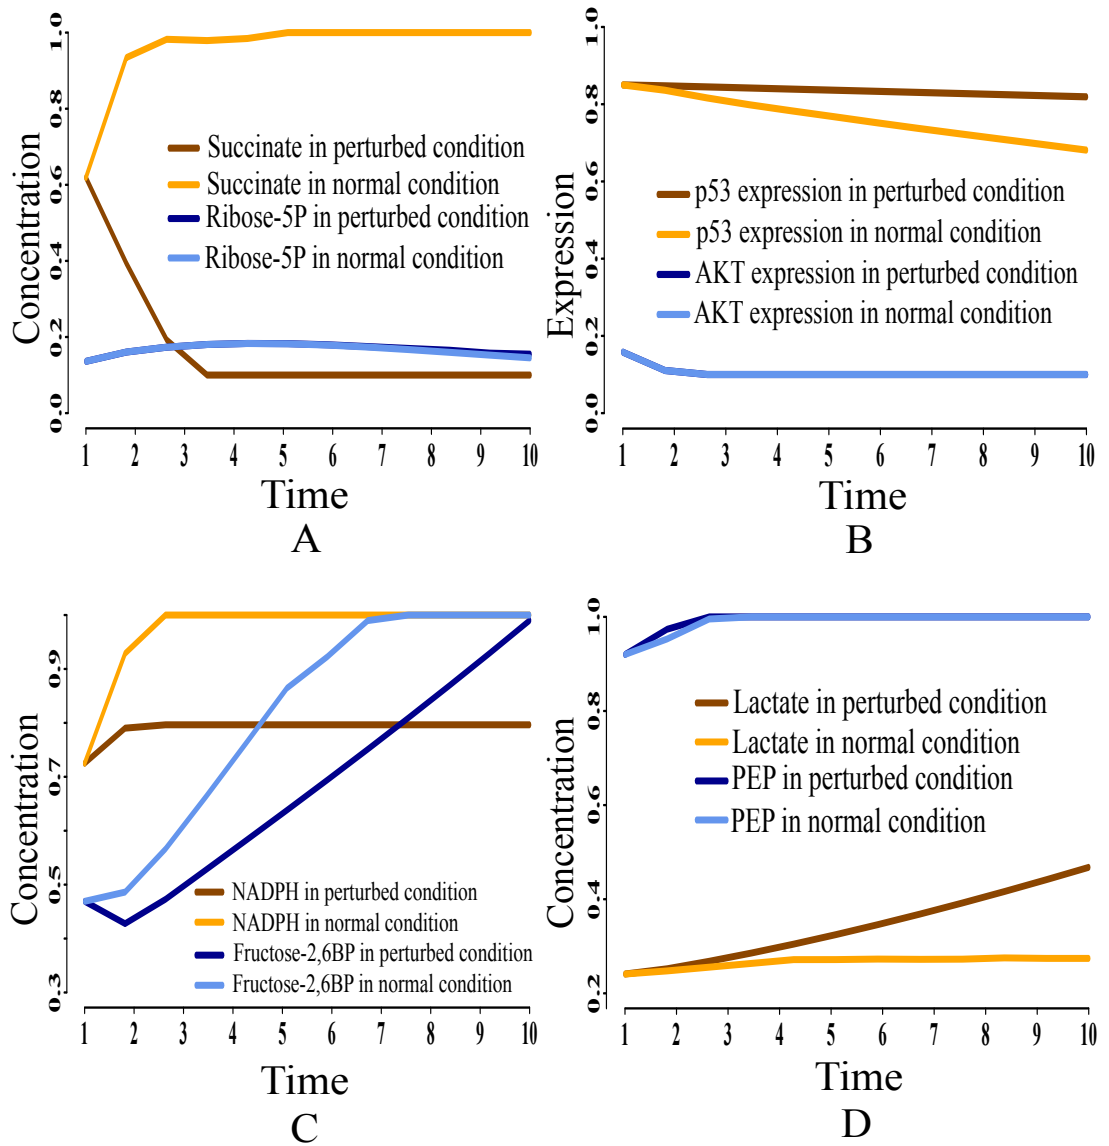 1.0
0.8
0.6
0.4
0.2
0.0
Concentration
Succinate in perturbed condition
Succinate in normal condition
Ribose-5P in perturbed condition
Ribose-5P in normal condition
1 2 3 4 5 6 7 8 9 10
Time
A
1.0
0.8
0.6
0.4
0.2
0.0
Expression
p53 expression in perturbed condition
p53 expression in normal condition
AKT expression in perturbed condition
AKT expression in normal condition
1 2 3 4 5 6 7 8 9 10
Time
B
0.9
0.7
0.5
0.3
Concentration
NADPH in perturbed condition
NADPH in normal condition
Fructose-2,6BP in perturbed condition
Fructose-2,6BP in normal condition
1 2 3 4 5 6 7 8 9 10
Time
C
1.0
0.8
0.6
0.4
0.2
Concentration
Lactate in perturbed condition
Lactate in normal condition
PEP in perturbed condition
PEP in normal condition
1 2 3 4 5 6 7 8 9 10
Time
D